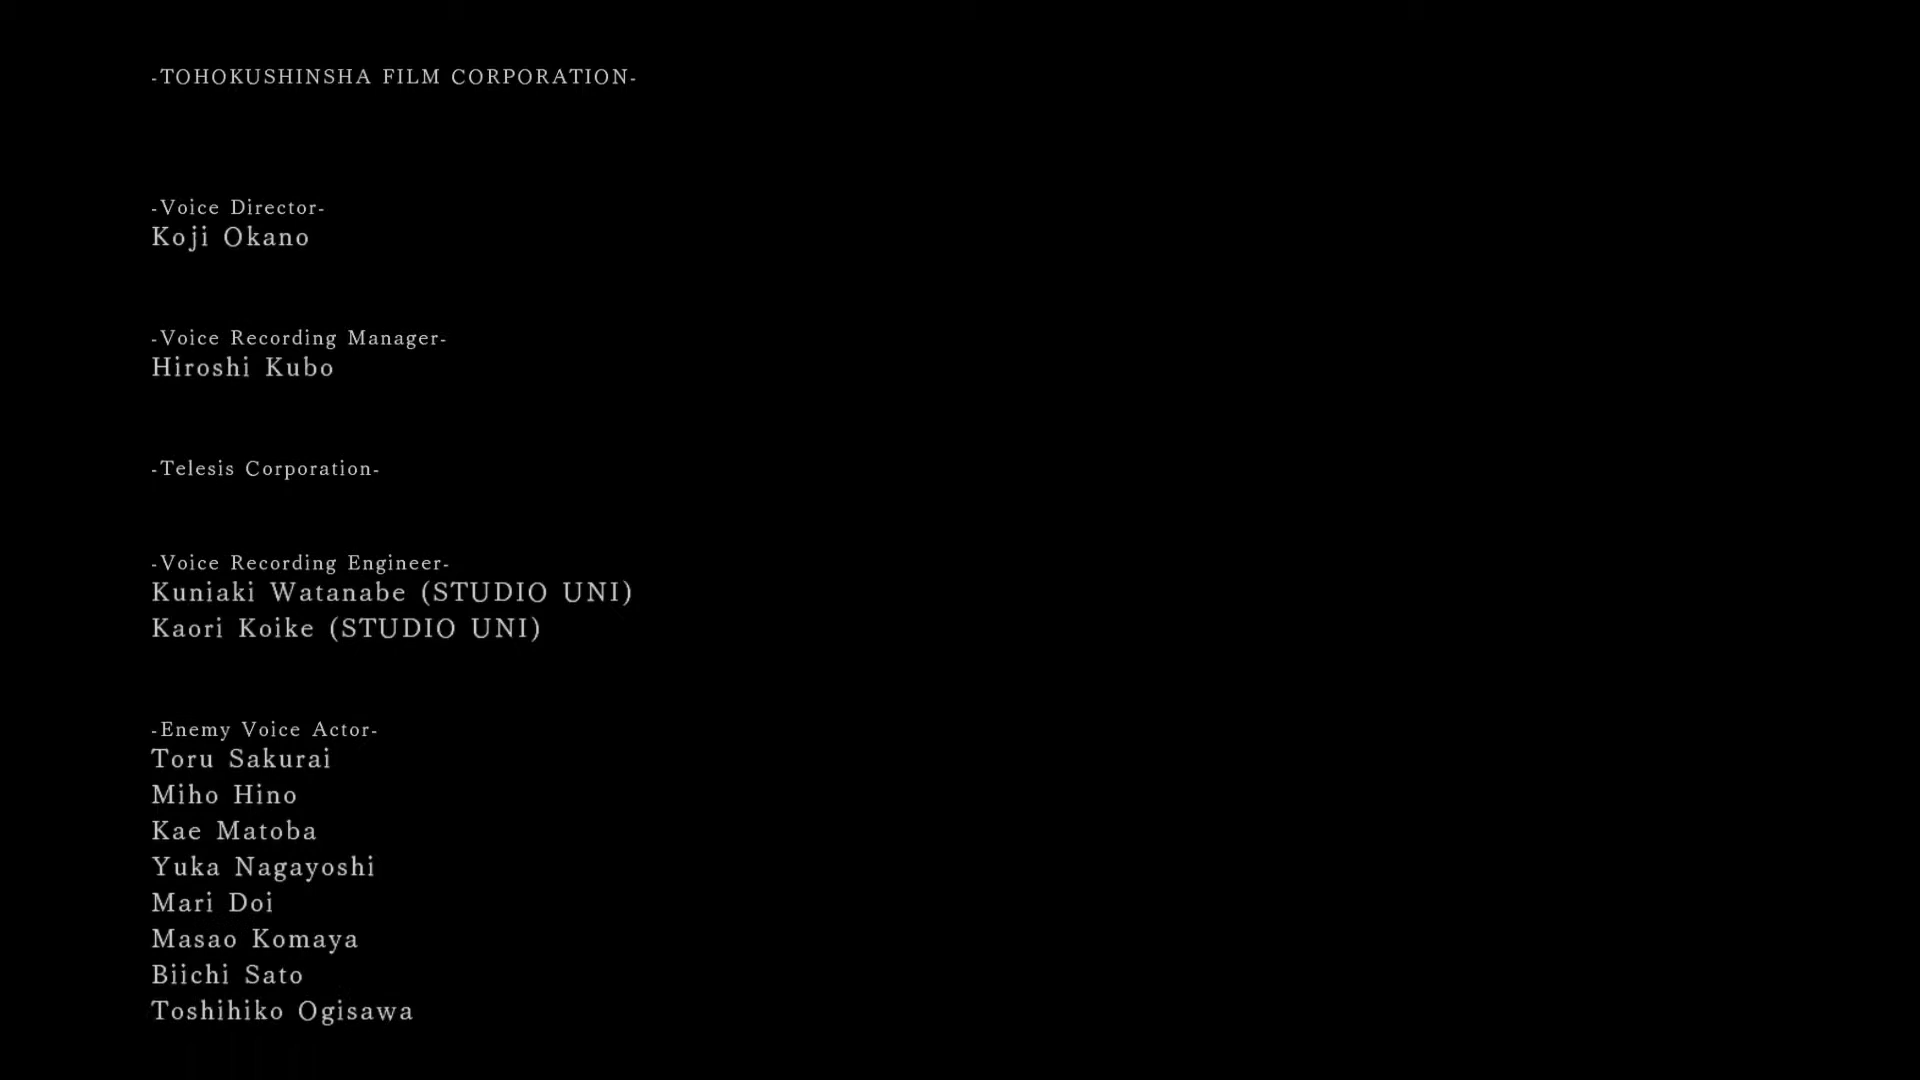 -TOHOKUSHINSHA FILM CORPORATION-
-Voice Director-
Koji Okano
-Voice Recording Manager-
Hiroshi Kubo
-Telesis Corporation-
-Voice Recording Engineer-
Kuniaki Watanabe (STUDIO UNI)
Kaori Koike (STUDIO UNI)
-Enemy Voice Actor-
Toru Sakurai
Miho Hino
Kae Matoba
Yuka Nagayoshi
Mari Doi
Masao Komaya
Biichi Sato
Toshihiko Ogisawa